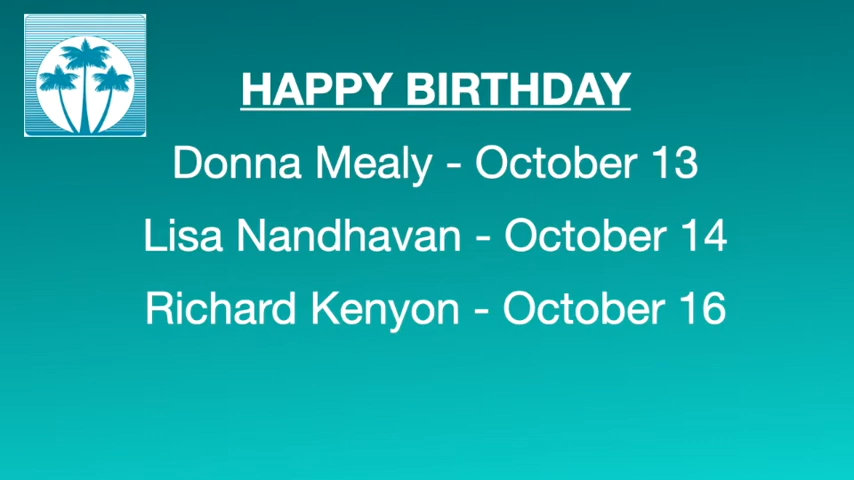 HAPPY BIRTHDAY
Donna Mealy - October 13
Lisa Nandhavan - October 14
Richard Kenyon - October 16